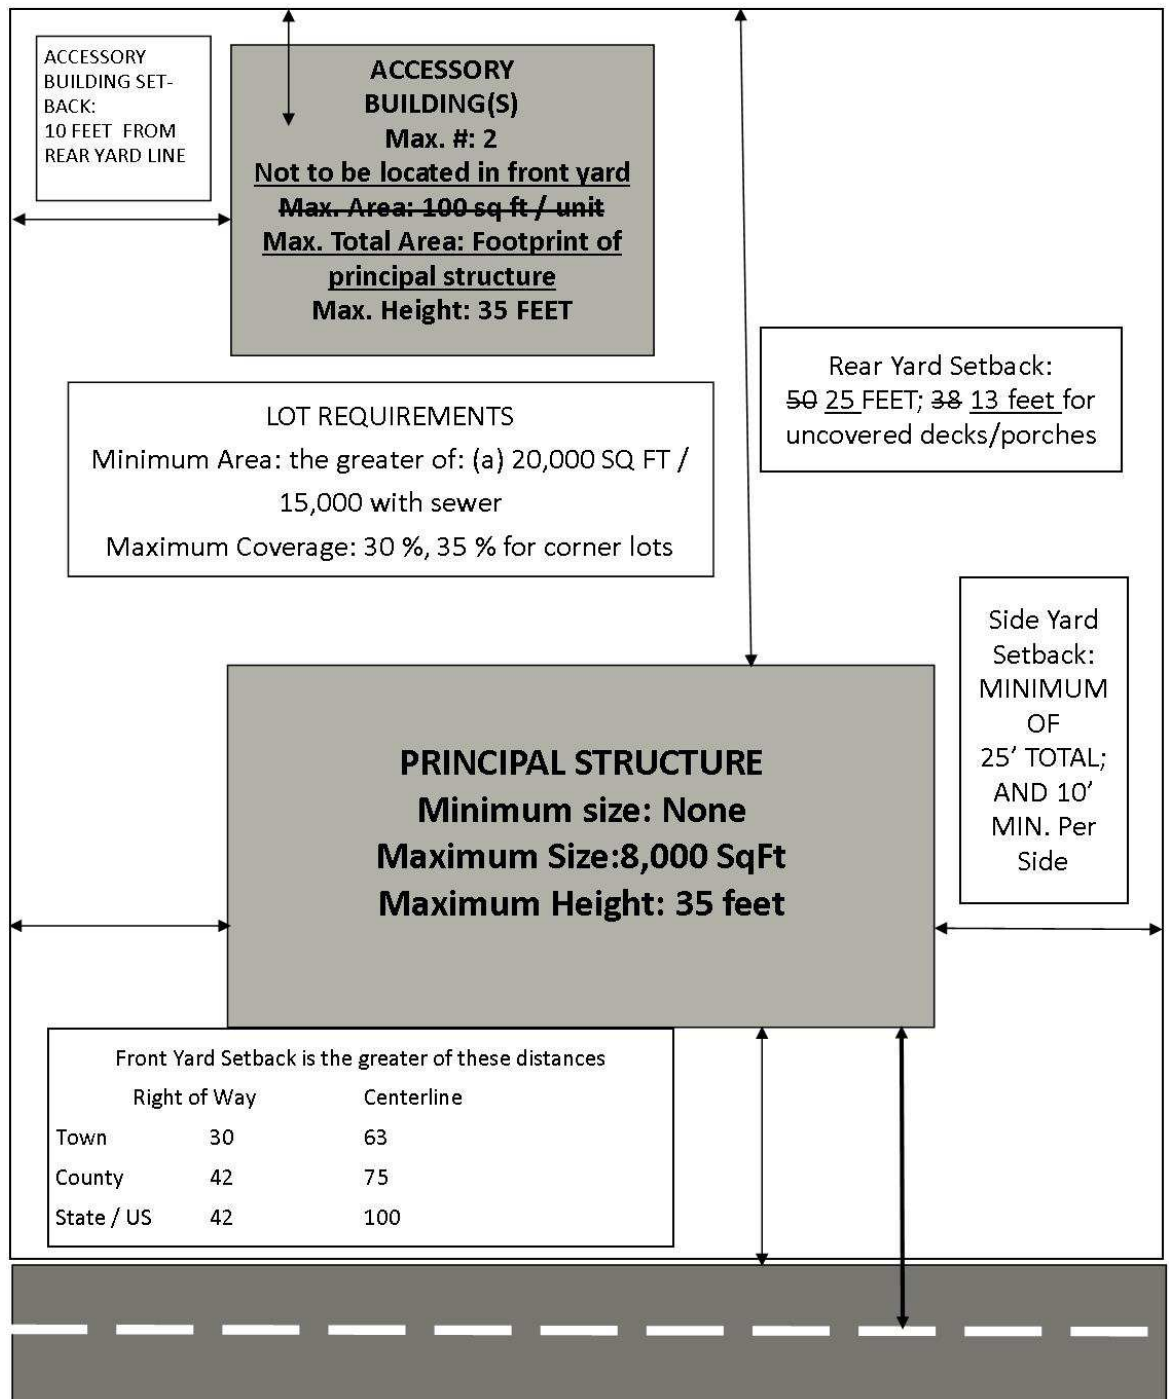 ACCESSORY
BUILDING SET-
BACK:
10 FEET FROM
REAR YARD LINE
ACCESSORY
BUILDING(S)
Max. #: 2
Not to be located in front yard
Max. Area: 100 sq ft / unit
Max. Total Area: Footprint of
principal structure
Max. Height: 35 FEET
Rear Yard Setback:
50 25 FEET; 38 13 feet for
uncovered decks/porches
LOT REQUIREMENTS
Minimum Area: the greater of: (a) 20,000 SQ FT /
15,000 with sewer
Maximum Coverage: 30 %, 35 % for corner lots
Side Yard
Setback:
MINIMUM
OF
25’ TOTAL;
AND 10’
MIN. Per
Side
PRINCIPAL STRUCTURE
Minimum size: None
Maximum Size:8,000 SqFt
Maximum Height: 35 feet
Front Yard Setback is the greater of these distances
Right of Way Centerline
Town 30 63
County 42 75
State / US 42 100